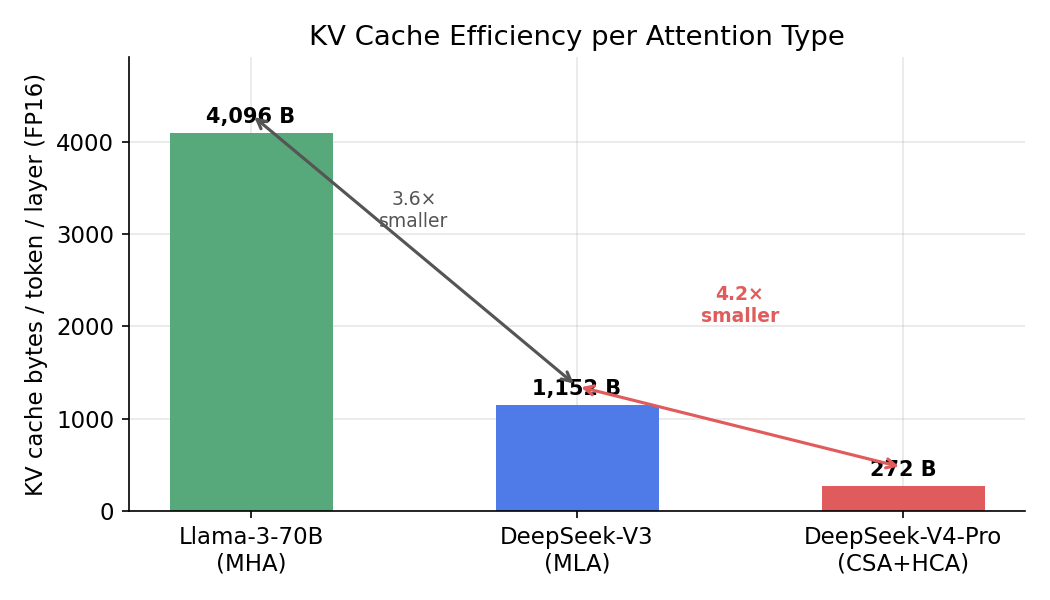 KV Cache Efficiency per Attention Type
KV cache bytes / token / layer (FP16)
4000
3000
2000
1000
0
4,096 B
3.6×
smaller
4.2×
smaller
1,152 B
272 B
Llama-3-70B
(MHA)
DeepSeek-V3
(MLA)
DeepSeek-V4-Pro
(CSA+HCA)